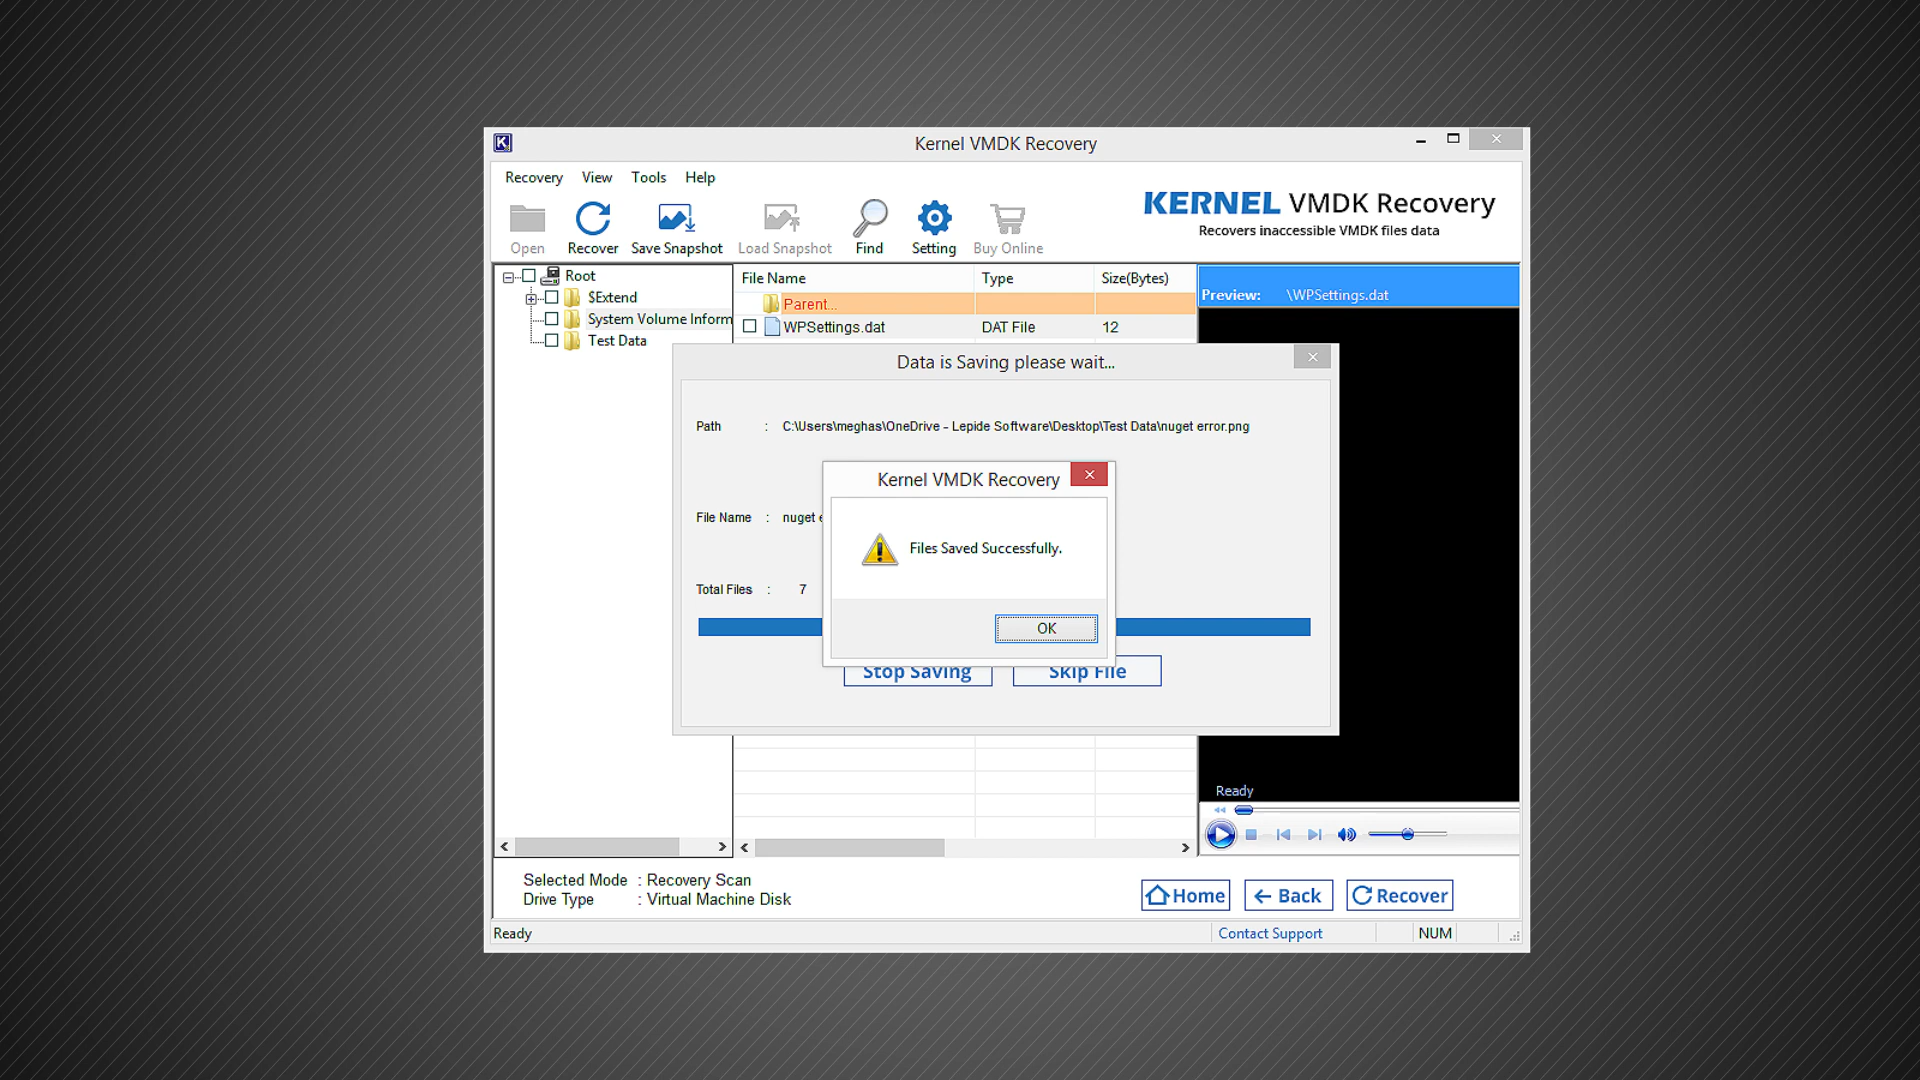 Kernel VMDK Recovery
Recovery View Tools Help
Open Recover Save Snapshot Load Snapshot Find Setting Buy Online
KERNEL VMDK Recovery
Recovers inaccessible VMDK files data
Root
$Extend
System Volume Inform
Test Data
File Name Type Size(Bytes)
Parent...
WPSettings.dat DAT File 12
Preview: \WPSettings.dat
Data is Saving please wait...
Path : C:\Users\meghas\OneDrive - Lepide Software\Desktop\Test Data\nuget error.png
File Name : nuget
Total Files : 7
Kernel VMDK Recovery
Files Saved Successfully.
OK
Stop Saving Skip File
Ready
Selected Mode : Recovery Scan
Drive Type : Virtual Machine Disk
Home Back Recover
Ready Contact Support NUM